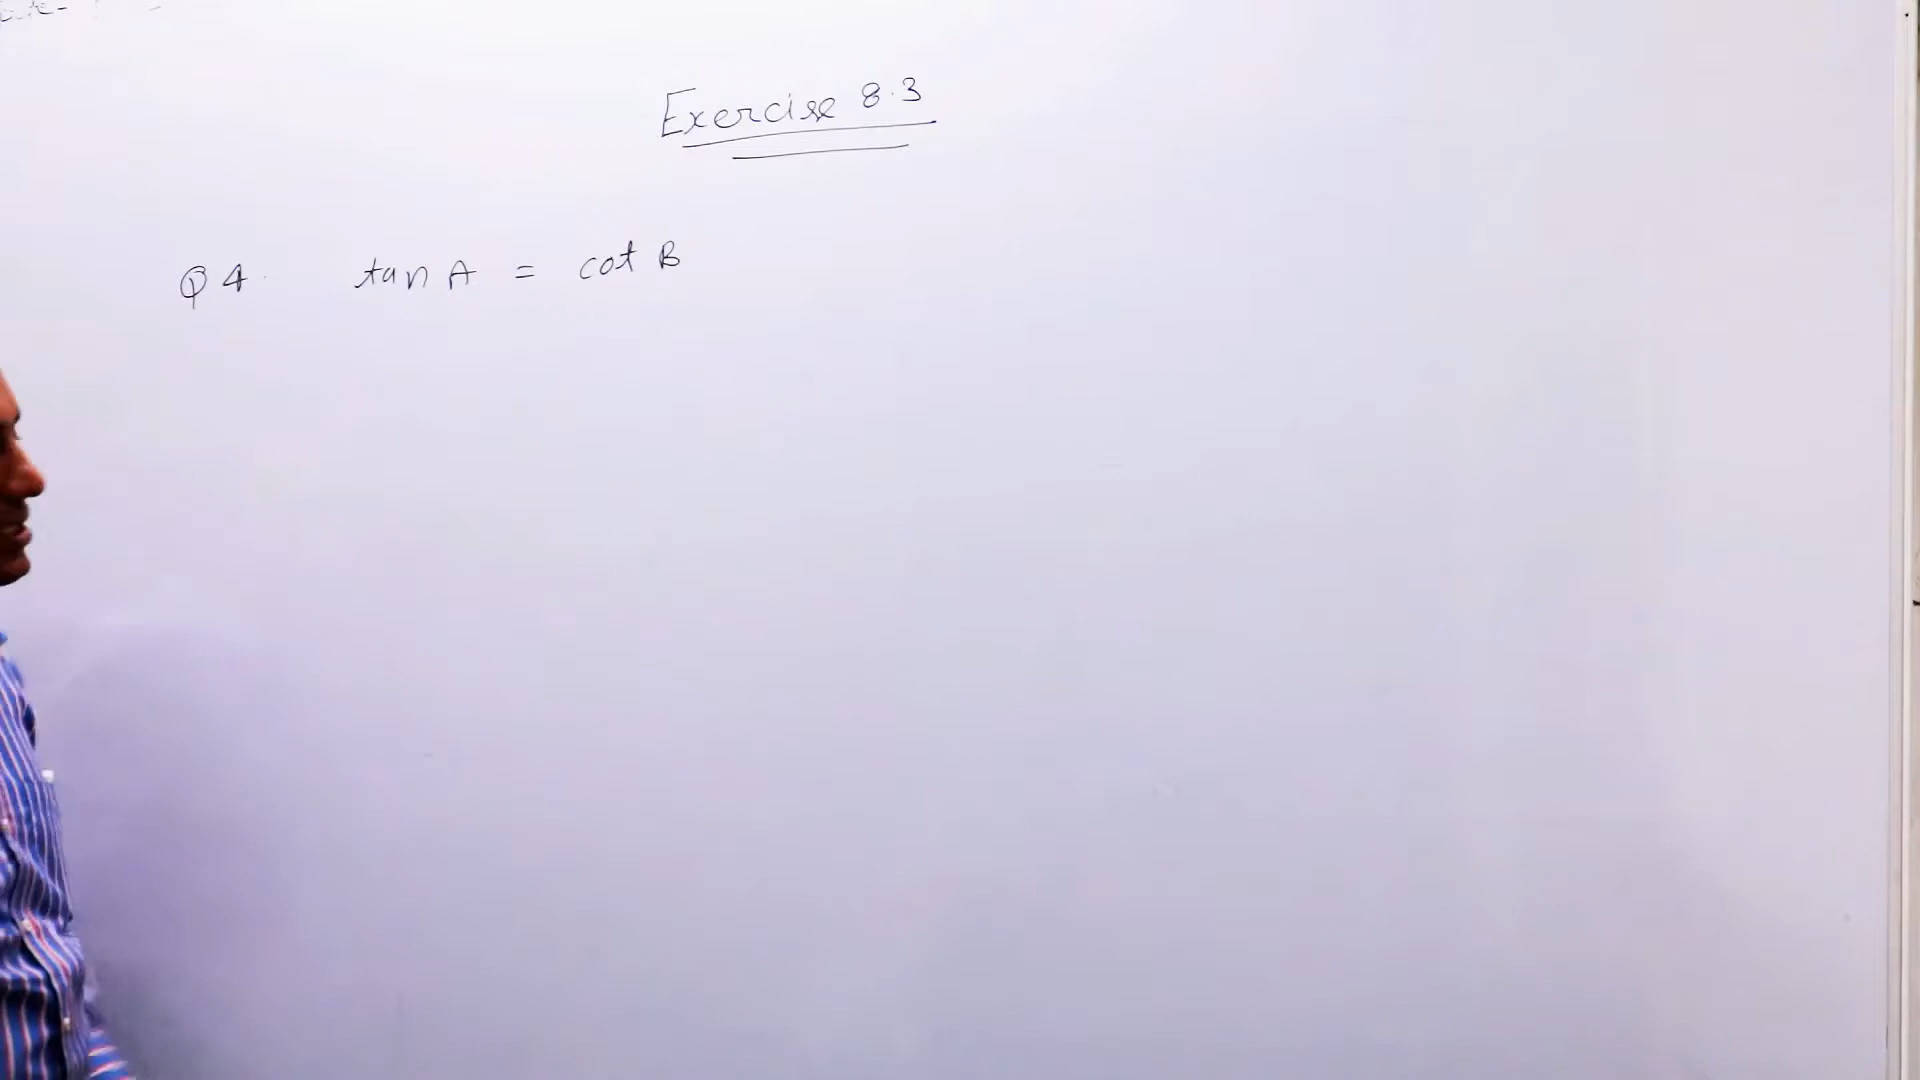 Exercise 8.3
Q 4. tan A = cot B